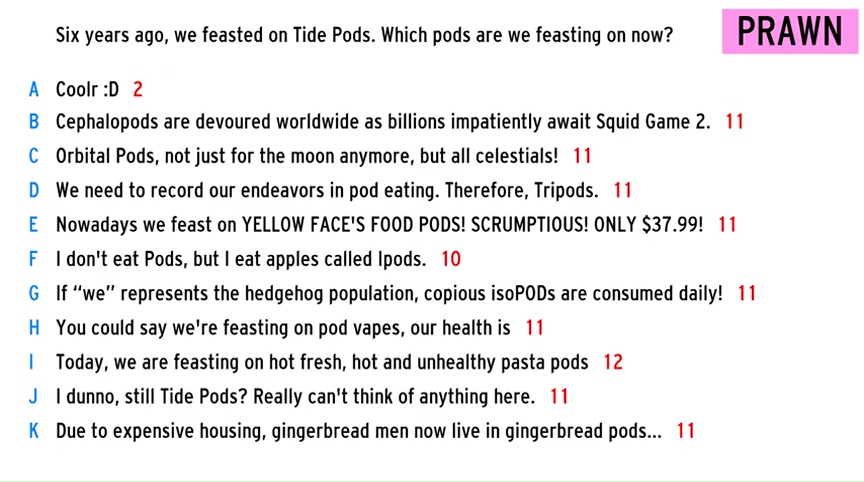 Six years ago, we feasted on Tide Pods. Which pods are we feasting on now?
PRAWN
A Coolr :D 2
B Cephalopods are devoured worldwide as billions impatiently await Squid Game 2. 11
C Orbital Pods, not just for the moon anymore, but all celestials! 11
D We need to record our endeavors in pod eating. Therefore, Tripods. 11
E Nowadays we feast on YELLOW FACE'S FOOD PODS! SCRUMPTIOUS! ONLY $37.99! 11
F I don't eat Pods, but I eat apples called Ipods. 10
G If “we” represents the hedgehog population, copious isoPODs are consumed daily! 11
H You could say we're feasting on pod vapes, our health is 11
I Today, we are feasting on hot fresh, hot and unhealthy pasta pods 12
J I dunno, still Tide Pods? Really can't think of anything here. 11
K Due to expensive housing, gingerbread men now live in gingerbread pods... 11